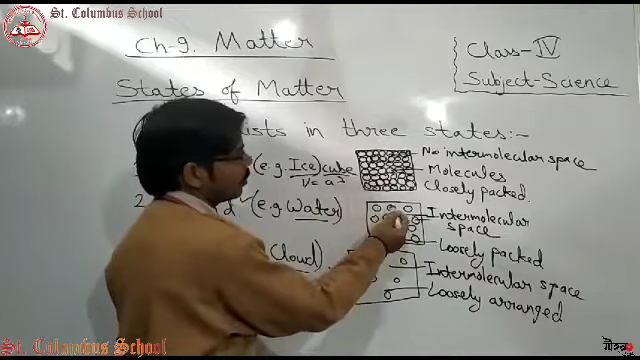 St. Columbus School
Ch-9. Matter
Class-IV
Subject-Science
States of Matter
ists in three states:-
(e.g. Ice) cube
V = a³
No intermolecular space
Molecules
Closely packed.
2
d. (e.g Water)
Intermolecular
space
Loosely packed
Cloud)
Intermolecular space
Loosely arranged
St. Columbus School